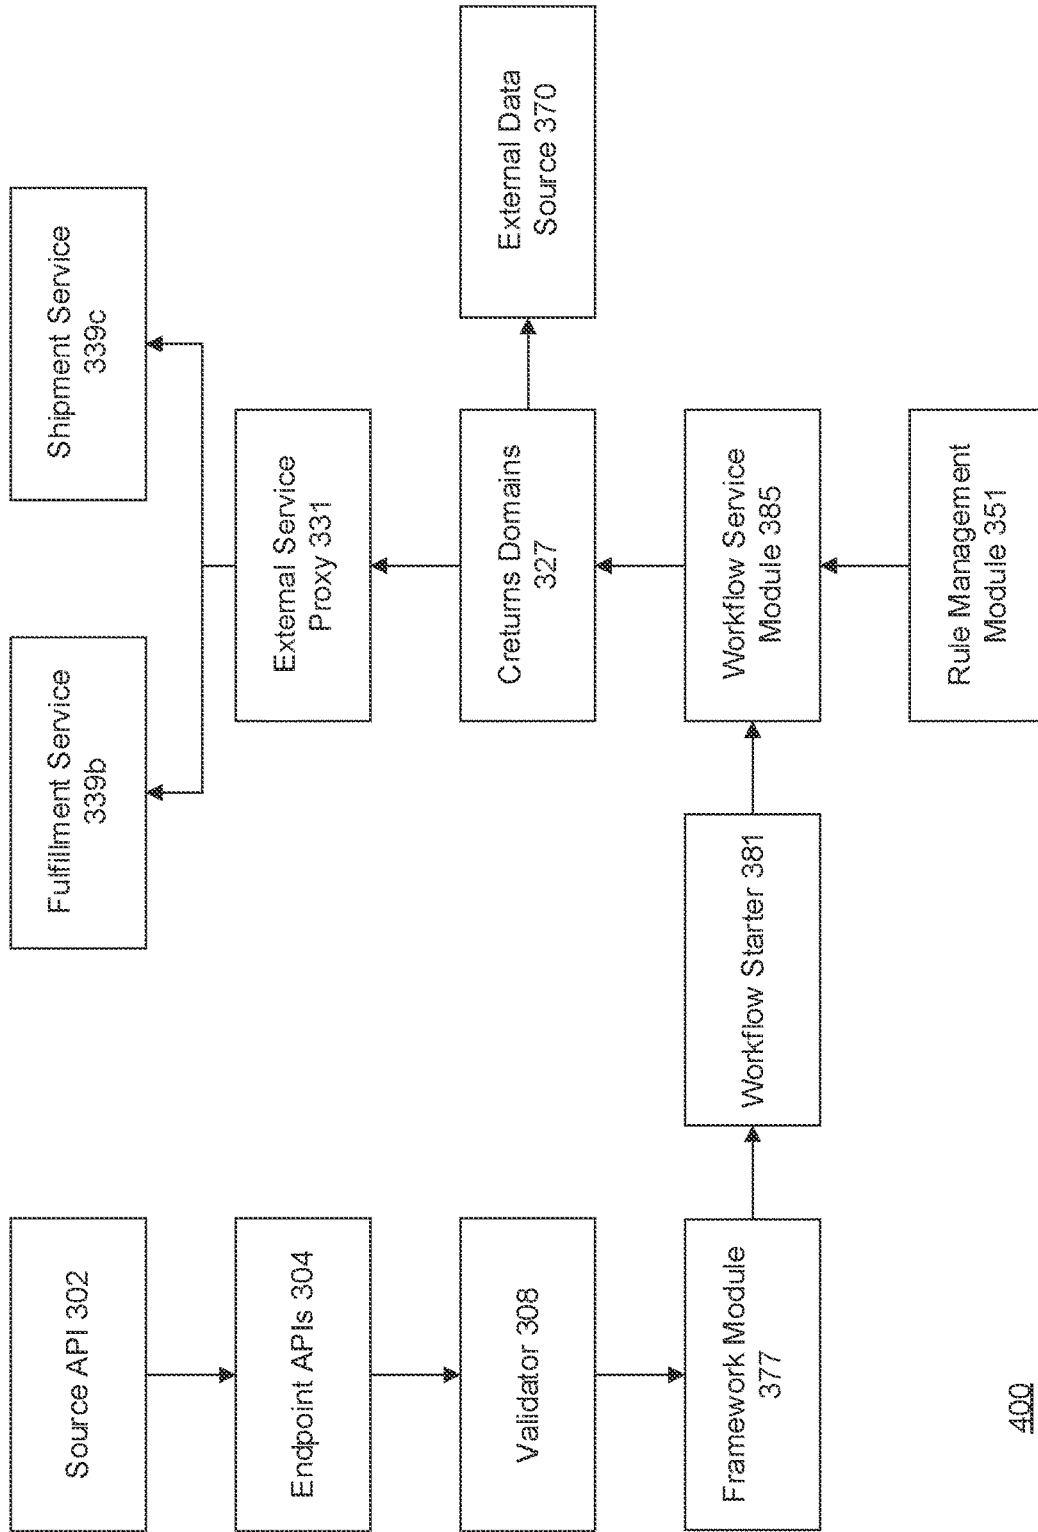 Source API 302
Endpoint APIs 304
Validator 308
Framework Module
377
Workflow Starter 381
Fulfillment Service
339b
Shipment Service
339c
External Service
Proxy 331
Creturns Domains
327
External Data
Source 370
Workflow Service
Module 385
Rule Management
Module 351
400